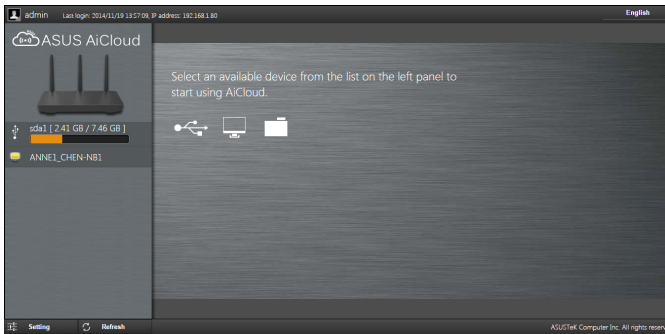 admin Last login: 2014/11/19 13:57:09, IP address: 192.168.1.80 English
ASUS AiCloud
Select an available device from the list on the left panel to
start using AiCloud.
sda1 [ 2.41 GB / 7.46 GB ]
ANNE1_CHEN-NB1
Setting Refresh ASUSTeK Computer Inc. All rights reser